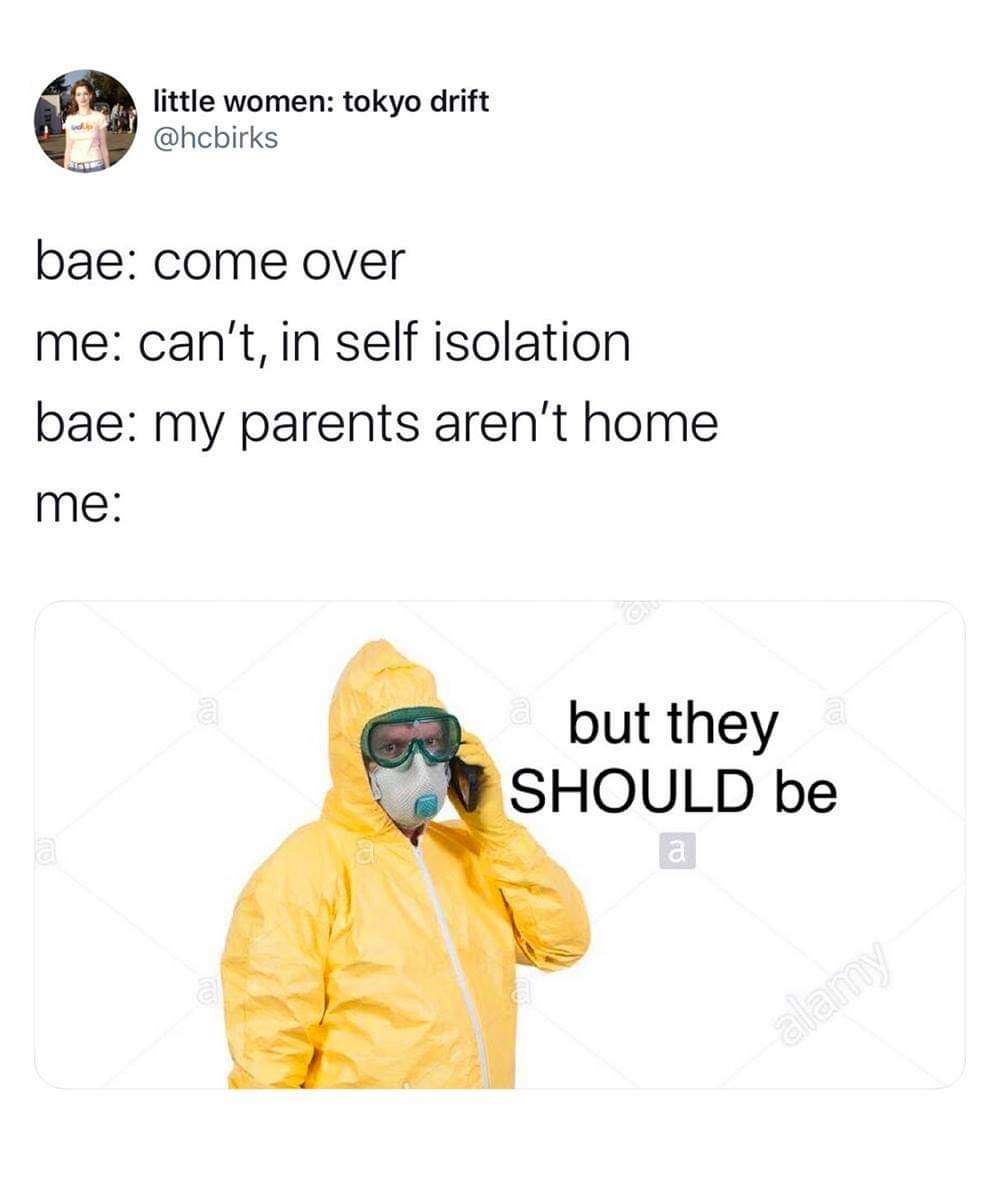 little women: tokyo drift
@hcbirks
bae: come over
me: can't, in self isolation
bae: my parents aren't home
me:
but they
SHOULD be
a
a
a
a
a
a
a
a
a
alamy